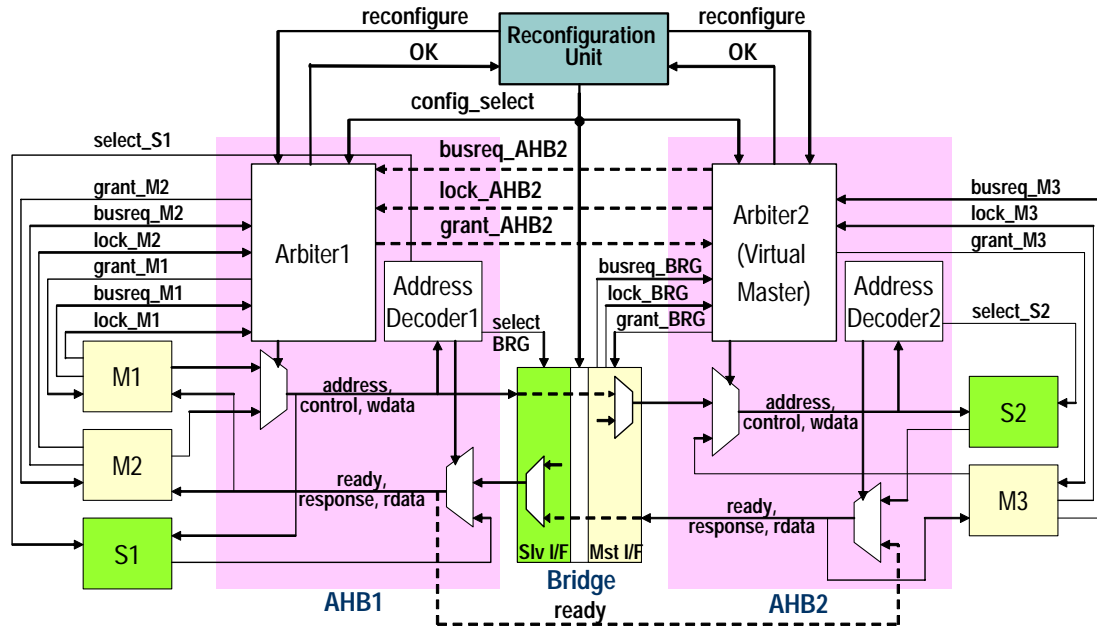 reconfigure
reconfigure
Reconfiguration
Unit
OK
OK
config_select
select_S1
busreq_AHB2
grant_M2
lock_AHB2
busreq_M3
busreq_M2
lock_M3
lock_M2
grant_AHB2
grant_M3
grant_M1
Arbiter1
Arbiter2
(Virtual
Master)
busreq_M1
lock_M1
Address
Decoder1
busreq_BRG
lock_BRG
grant_BRG
Address
Decoder2
select
BRG
select_S2
M1
address,
control, wdata
address,
control, wdata
S2
M2
ready,
response, rdata
ready,
response, rdata
M3
S1
Slv I/F
Mst I/F
Bridge
AHB1
ready
AHB2